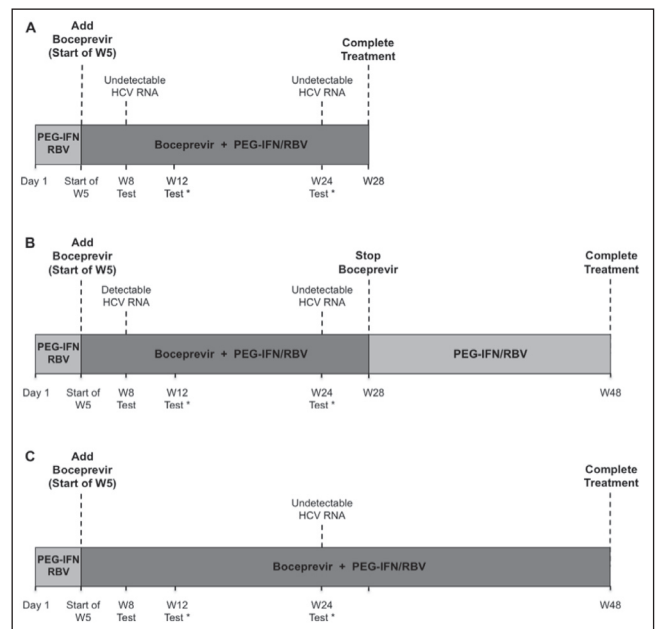 A
Add
Boceprevir
(Start of W5)
Complete
Treatment
Undetectable
HCV RNA
Undetectable
HCV RNA
PEG-IFN
RBV
Boceprevir + PEG-IFN/RBV
Day 1
Start of
W5
W8
Test
W12
Test *
W24
Test *
W28
B
Add
Boceprevir
(Start of W5)
Stop
Boceprevir
Complete
Treatment
Detectable
HCV RNA
Undetectable
HCV RNA
PEG-IFN
RBV
Boceprevir + PEG-IFN/RBV
PEG-IFN/RBV
Day 1
Start of
W5
W8
Test
W12
Test *
W24
Test *
W28
W48
C
Add
Boceprevir
(Start of W5)
Complete
Treatment
Undetectable
HCV RNA
PEG-IFN
RBV
Boceprevir + PEG-IFN/RBV
Day 1
Start of
W5
W8
Test
W12
Test *
W24
Test *
W48